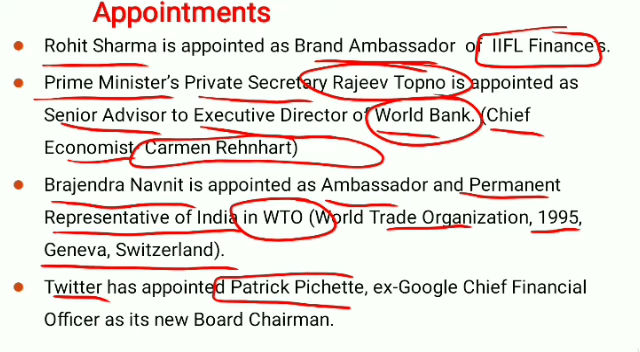 Appointments
Rohit Sharma is appointed as Brand Ambassador of IIFL Finance's.
Prime Minister's Private Secretary Rajeev Topno is appointed as
Senior Advisor to Executive Director of World Bank. (Chief
Economist Carmen Rehnhart)
Brajendra Navnit is appointed as Ambassador and Permanent
Representative of India in WTO (World Trade Organization, 1995,
Geneva, Switzerland).
Twitter has appointed Patrick Pichette, ex-Google Chief Financial
Officer as its new Board Chairman.